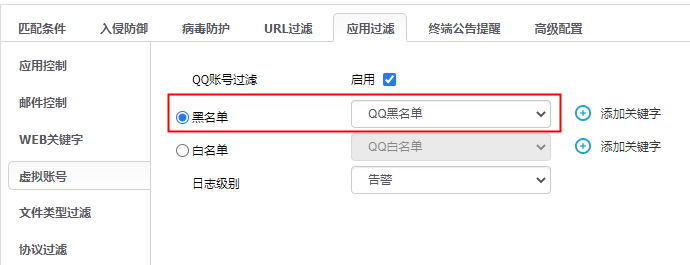 匹配条件 入侵防御 病毒防护 URL过滤 应用过滤 终端公告提醒 高级配置
应用控制
邮件控制
WEB关键字
虚拟账号
文件类型过滤
协议过滤
QQ账号过滤 启用
黑名单 QQ黑名单 添加关键字
白名单 QQ白名单 添加关键字
日志级别 告警